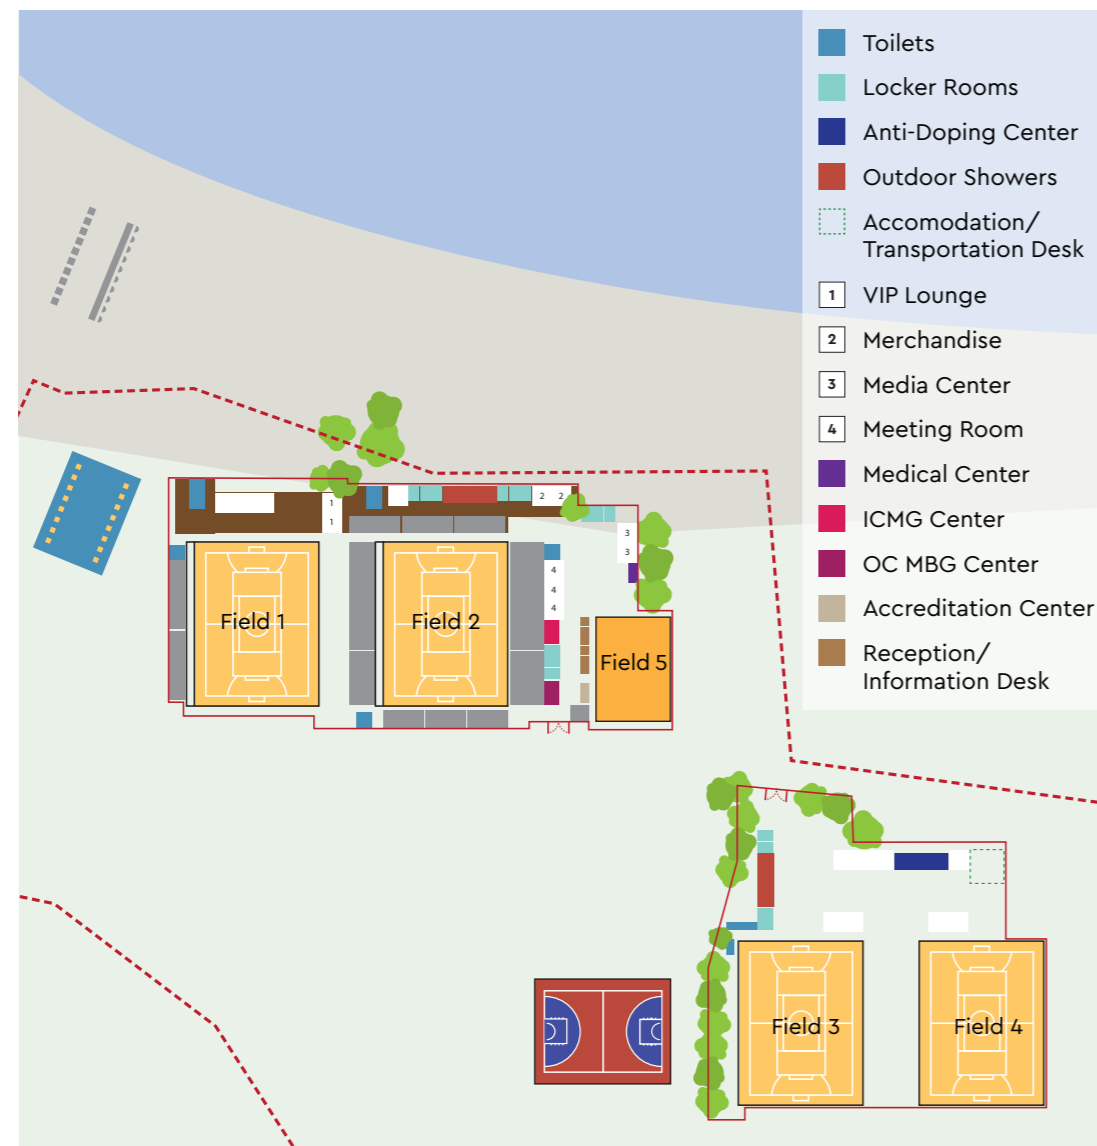 Toilets
Locker Rooms
Anti-Doping Center
Outdoor Showers
Accomodation/
Transportation Desk
1 VIP Lounge
2 Merchandise
3 Media Center
4 Meeting Room
Medical Center
ICMG Center
OC MBG Center
Accreditation Center
Reception/
Information Desk
1
1
2 2
3
3
4
4
4
Field 1
Field 2
Field 5
Field 3
Field 4